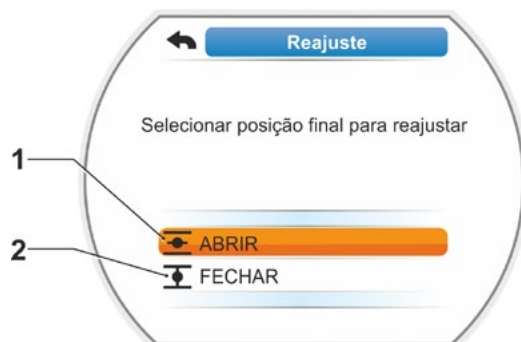 Reajuste
Selecionar posição final para reajustar
1
ABRIR
2
FECHAR